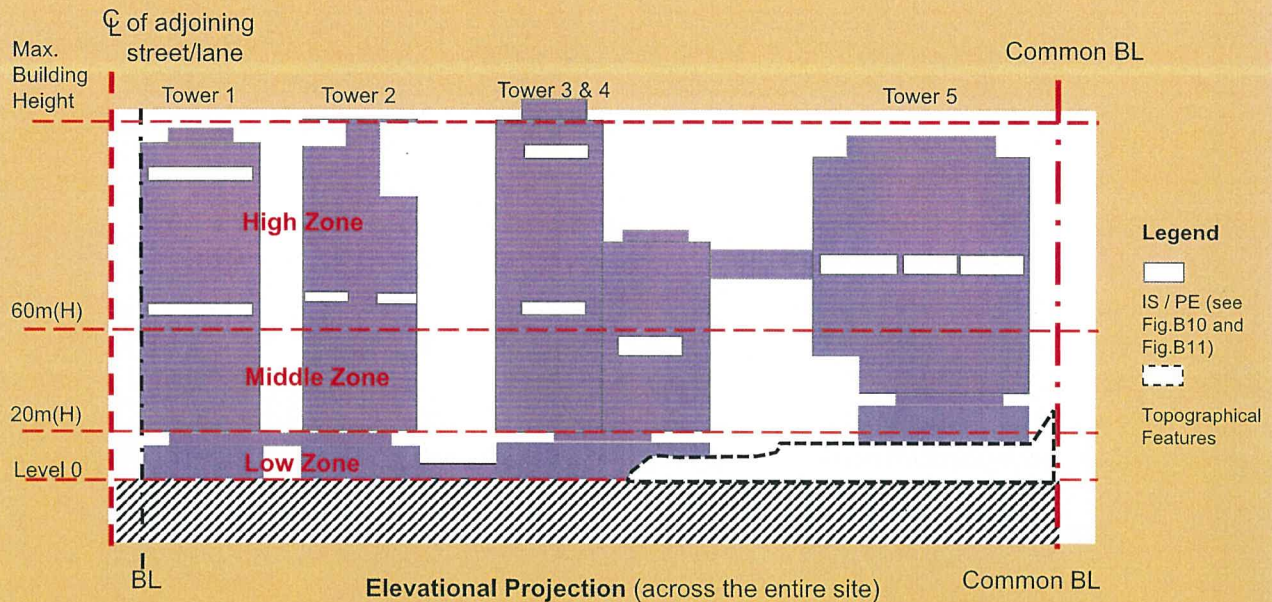 ℄ of adjoining
street/lane
Max.
Building
Height
Common BL
Tower 1
Tower 2
Tower 3 & 4
Tower 5
High Zone
Legend
IS / PE (see
Fig.B10 and
Fig.B11)
60m(H)
Middle Zone
20m(H)
Topographical
Features
Low Zone
Level 0
BL
Elevational Projection (across the entire site)
Common BL